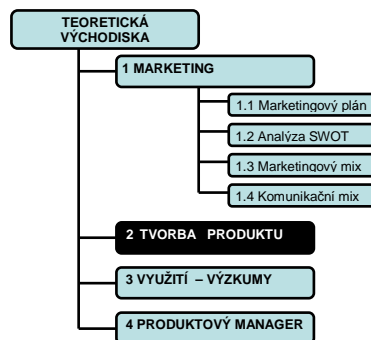 TEORETICKÁ
VÝCHODISKA
1 MARKETING
1.1 Marketingový plán
1.2 Analýza SWOT
1.3 Marketingový mix
1.4 Komunikační mix
2 TVORBA PRODUKTU
3 VYUŽITÍ – VÝZKUMY
4 PRODUKTOVÝ MANAGER